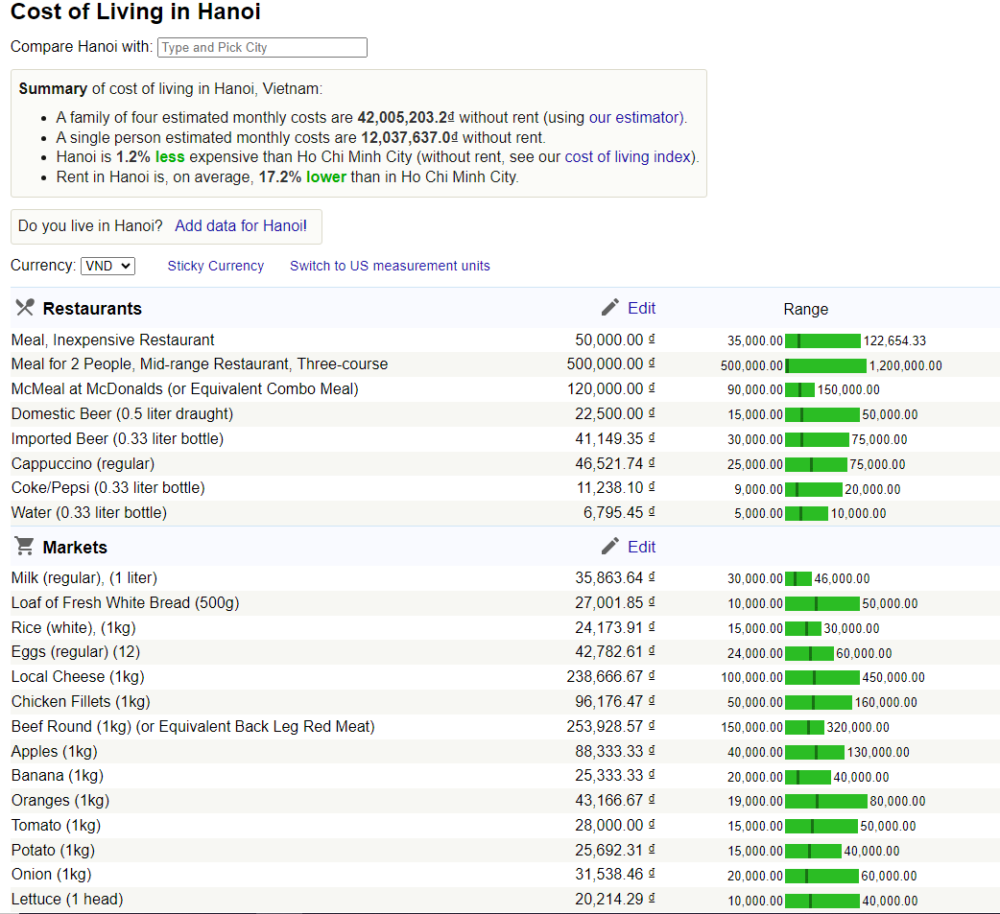 Cost of Living in Hanoi
Compare Hanoi with: Type and Pick City
Summary of cost of living in Hanoi, Vietnam:
• A family of four estimated monthly costs are 42,005,203.2₫ without rent (using our estimator).
• A single person estimated monthly costs are 12,037,637.0₫ without rent.
• Hanoi is 1.2% less expensive than Ho Chi Minh City (without rent, see our cost of living index).
• Rent in Hanoi is, on average, 17.2% lower than in Ho Chi Minh City.
Do you live in Hanoi? Add data for Hanoi!
Currency: VND Sticky Currency Switch to US measurement units
Restaurants Edit Range
Meal, Inexpensive Restaurant 50,000.00 ₫ 35,000.00 122,654.33
Meal for 2 People, Mid-range Restaurant, Three-course 500,000.00 ₫ 500,000.00 1,200,000.00
McMeal at McDonalds (or Equivalent Combo Meal) 120,000.00 ₫ 90,000.00 150,000.00
Domestic Beer (0.5 liter draught) 22,500.00 ₫ 15,000.00 50,000.00
Imported Beer (0.33 liter bottle) 41,149.35 ₫ 30,000.00 75,000.00
Cappuccino (regular) 46,521.74 ₫ 25,000.00 75,000.00
Coke/Pepsi (0.33 liter bottle) 11,238.10 ₫ 9,000.00 20,000.00
Water (0.33 liter bottle) 6,795.45 ₫ 5,000.00 10,000.00
Markets Edit
Milk (regular), (1 liter) 35,863.64 ₫ 30,000.00 46,000.00
Loaf of Fresh White Bread (500g) 27,001.85 ₫ 10,000.00 50,000.00
Rice (white), (1kg) 24,173.91 ₫ 15,000.00 30,000.00
Eggs (regular) (12) 42,782.61 ₫ 24,000.00 60,000.00
Local Cheese (1kg) 238,666.67 ₫ 100,000.00 450,000.00
Chicken Fillets (1kg) 96,176.47 ₫ 50,000.00 160,000.00
Beef Round (1kg) (or Equivalent Back Leg Red Meat) 253,928.57 ₫ 150,000.00 320,000.00
Apples (1kg) 88,333.33 ₫ 40,000.00 130,000.00
Banana (1kg) 25,333.33 ₫ 20,000.00 40,000.00
Oranges (1kg) 43,166.67 ₫ 19,000.00 80,000.00
Tomato (1kg) 28,000.00 ₫ 15,000.00 50,000.00
Potato (1kg) 25,692.31 ₫ 15,000.00 40,000.00
Onion (1kg) 31,538.46 ₫ 20,000.00 60,000.00
Lettuce (1 head) 20,214.29 ₫ 10,000.00 40,000.00